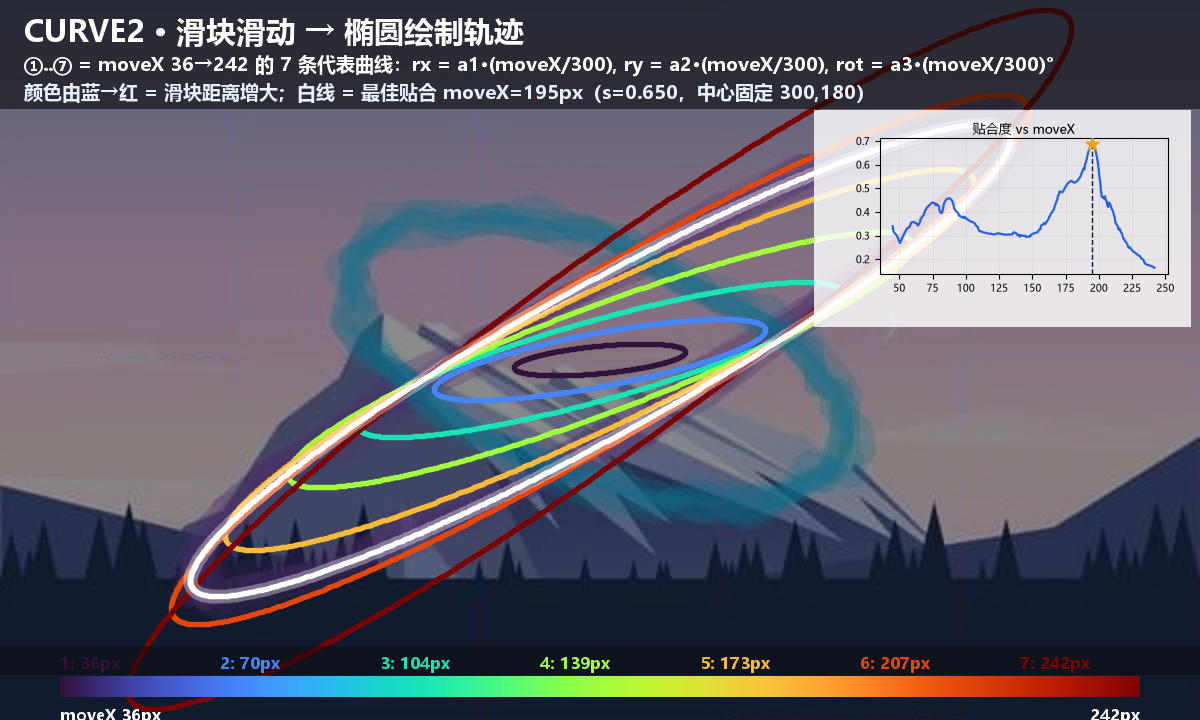 CURVE2 • 滑块滑动 → 椭圆绘制轨迹
①..⑦ = moveX 36→242 的 7 条代表曲线：rx = a1·(moveX/300), ry = a2·(moveX/300), rot = a3·(moveX/300)°
颜色由蓝→红 = 滑块距离增大；白线 = 最佳贴合 moveX=195px（s=0.650，中心固定 300,180）
贴合度 vs moveX
0.7
0.6
0.5
0.4
0.3
0.2
50 75 100 125 150 175 200 225 250
1: 36px 2: 70px 3: 104px 4: 139px 5: 173px 6: 207px 7: 242px
moveX 36px 242px